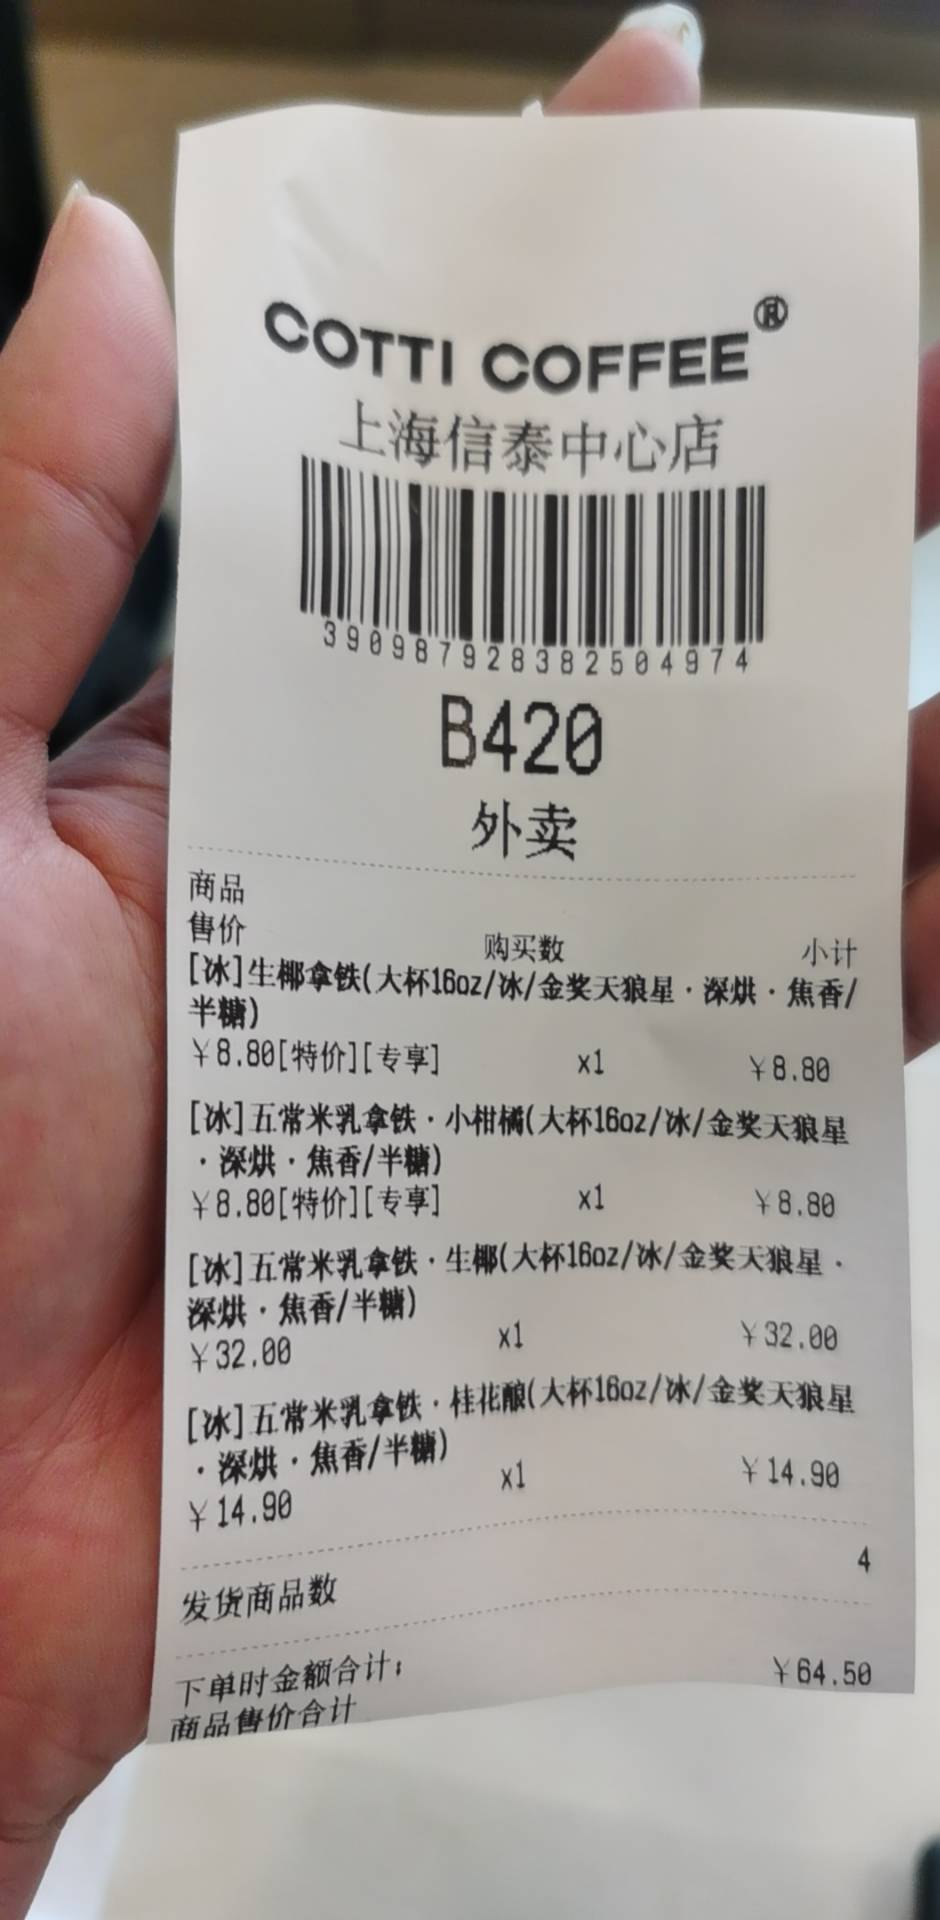 COTTI COFFEE®
上海信泰中心店
390987928382504974
B420
外卖
商品
售价 购买数 小计
[冰]生椰拿铁(大杯16oz/冰/金奖天狼星·深烘·焦香/
半糖)
￥8.80[特价][专享] x1 ￥8.80
[冰]五常米乳拿铁·小柑橘(大杯16oz/冰/金奖天狼星
·深烘·焦香/半糖)
￥8.80[特价][专享] x1 ￥8.80
[冰]五常米乳拿铁·生椰(大杯16oz/冰/金奖天狼星·
深烘·焦香/半糖)
￥32.00 x1 ￥32.00
[冰]五常米乳拿铁·桂花酿(大杯16oz/冰/金奖天狼星
·深烘·焦香/半糖)
￥14.90 x1 ￥14.90
发货商品数 4
下单时金额合计:
商品售价合计 ￥64.50